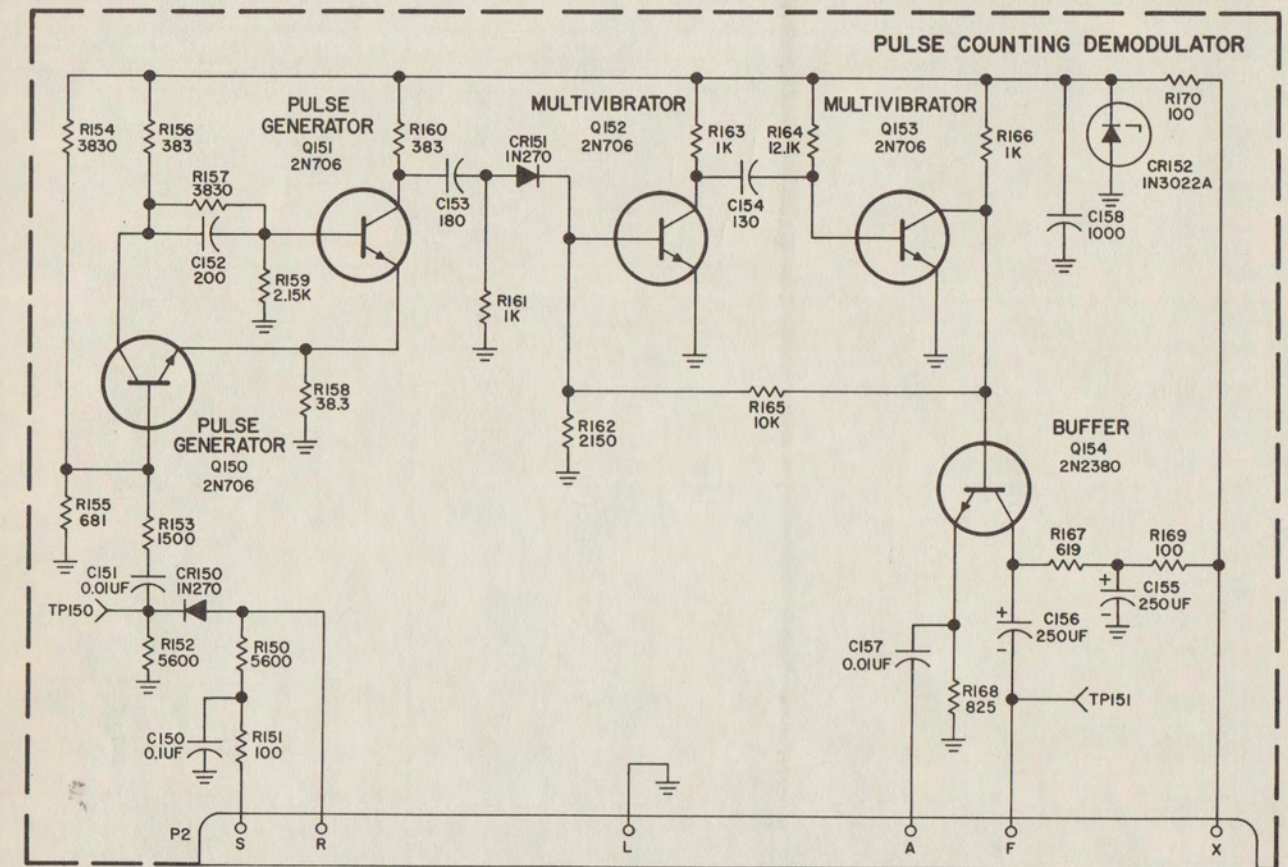 PULSE COUNTING DEMODULATOR
R154
3830
R156
383
PULSE
GENERATOR
Q151
2N706
R160
383
MULTIVIBRATOR
Q152
2N706
R163
1K
R164
12.1K
MULTIVIBRATOR
Q153
2N706
R166
1K
R170
100
CR152
1N3022A
R157
3830
C152
200
R159
2.15K
C153
180
CR151
1N270
R161
1K
C154
130
C158
1000
R158
38.3
PULSE
GENERATOR
Q150
2N706
R162
2150
R165
10K
BUFFER
Q154
2N2380
R155
681
R153
1500
C151
0.01UF
CR150
1N270
TP150
R152
5600
R150
5600
C150
0.1UF
R151
100
R167
619
R169
100
C155
250UF
+
-
C156
250UF
+
-
C157
0.01UF
R168
825
TP151
P2
S
R
L
A
F
X